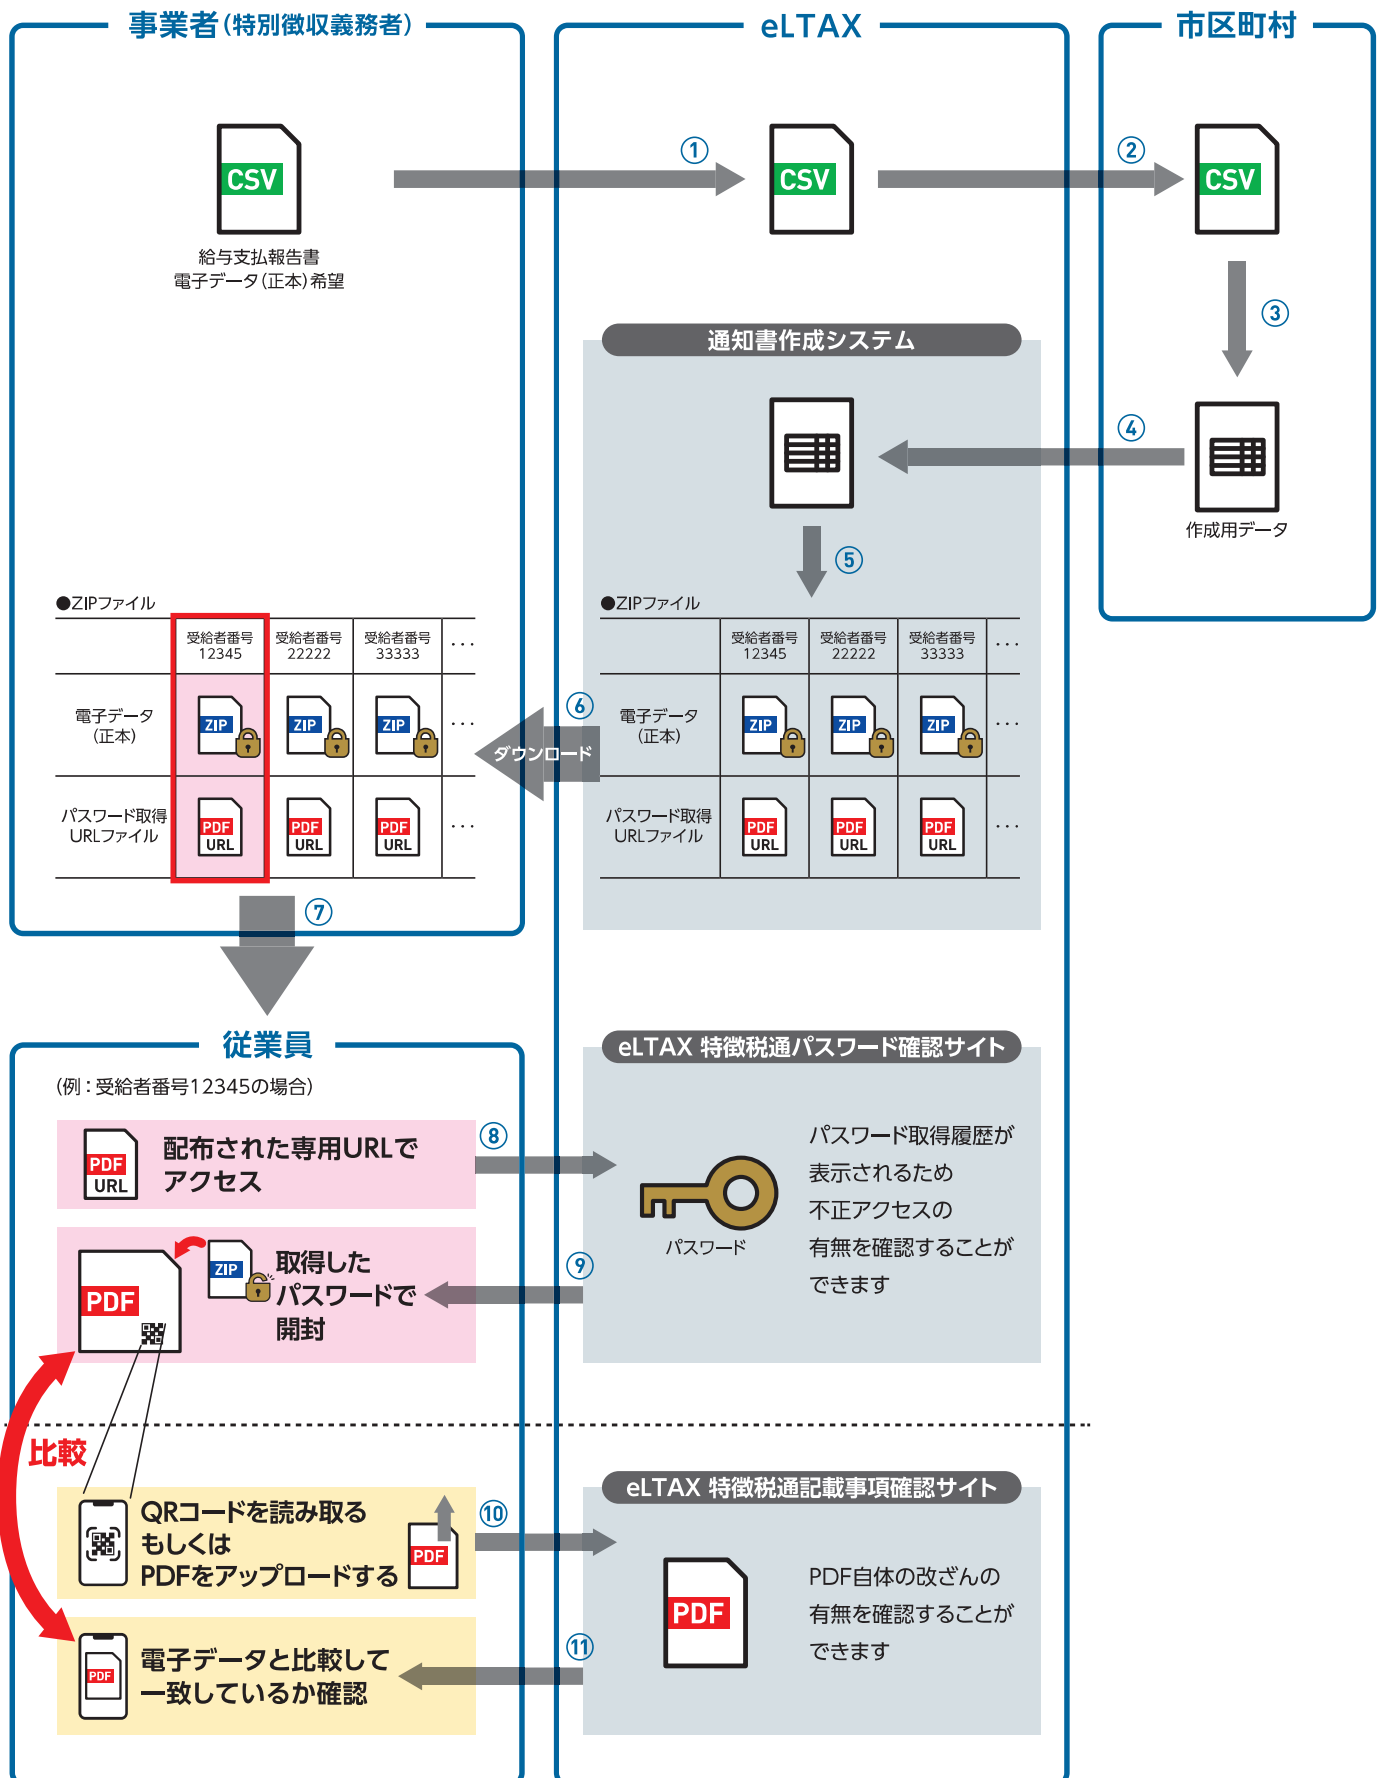 事業者(特別徴収義務者)
eLTAX
市区町村
①
②
CSV
CSV
CSV
給与支払報告書
電子データ(正本)希望
③
通知書作成システム
④
作成用データ
⑤
●ZIPファイル
受給者番号
12345
受給者番号
22222
受給者番号
33333
···
電子データ
(正本)
ZIP
ZIP
ZIP
···
パスワード取得
URLファイル
PDF
URL
PDF
URL
PDF
URL
···
⑥
ダウンロード
●ZIPファイル
受給者番号
12345
受給者番号
22222
受給者番号
33333
···
電子データ
(正本)
ZIP
ZIP
ZIP
···
パスワード取得
URLファイル
PDF
URL
PDF
URL
PDF
URL
···
⑦
従業員
(例:受給者番号12345の場合)
PDF
URL
配布された専用URLで
アクセス
⑧
eLTAX 特徴税通パスワード確認サイト
パスワード
パスワード取得履歴が
表示されるため
不正アクセスの
有無を確認することが
できます
PDF
ZIP
取得した
パスワードで
開封
⑨
比較
QRコードを読み取る
もしくは
PDFをアップロードする
PDF
⑩
eLTAX 特徴税通記載事項確認サイト
PDF
PDF自体の改ざんの
有無を確認することが
できます
PDF
電子データと比較して
一致しているか確認
⑪